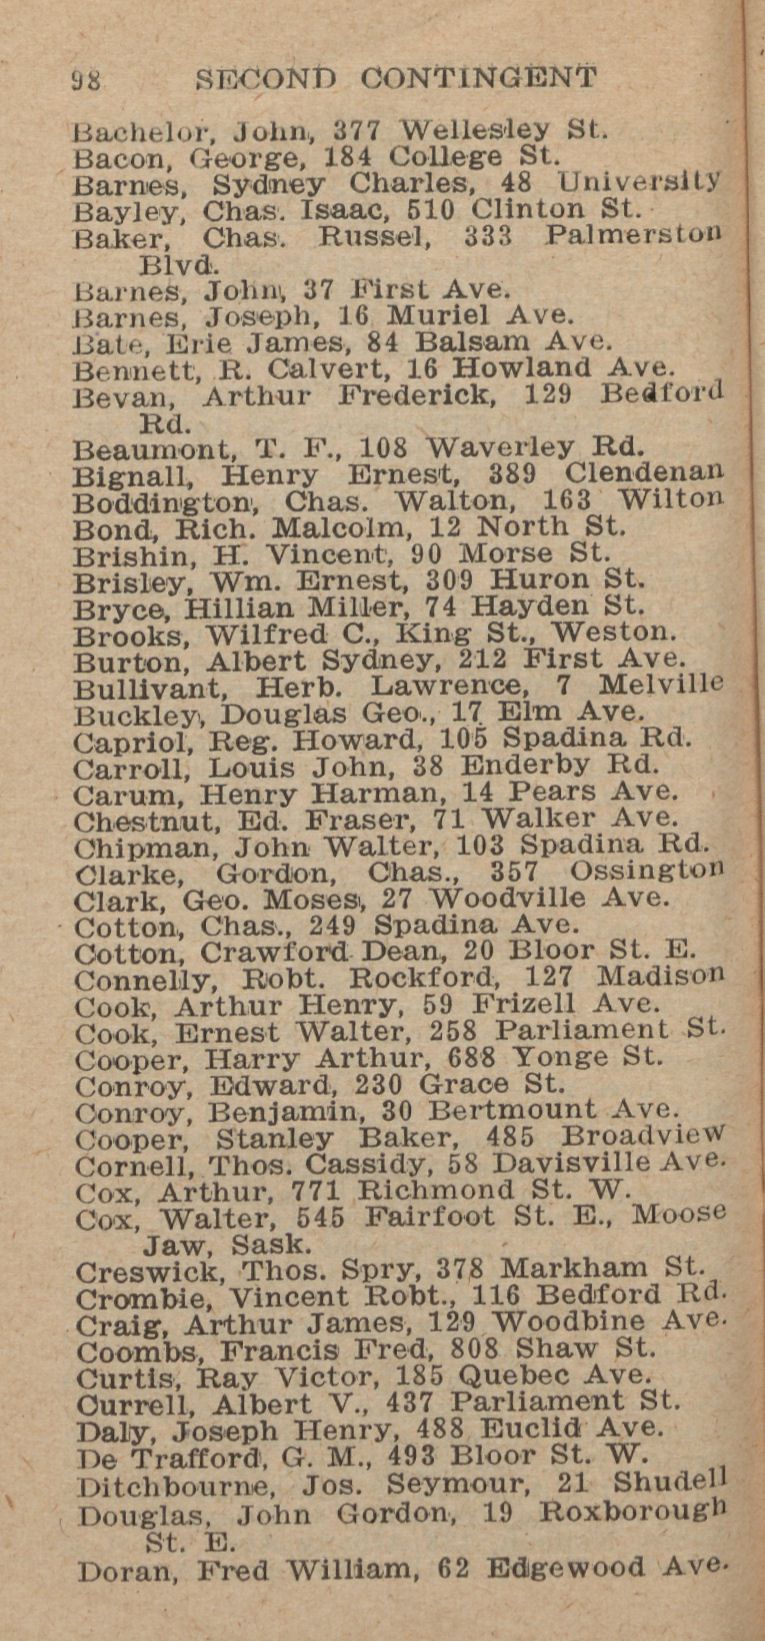 98 SECOND CONTINGENT
Bachelor, John, 377 Wellesley St.
Bacon, George, 184 College St.
Barnes, Sydney Charles, 48 University
Bayley, Chas. Isaac, 510 Clinton St.
Baker, Chas. Russel, 333 Palmerston
Blvd.
Barnes, John, 37 First Ave.
Barnes, Joseph, 16 Muriel Ave.
Bate, Erie James, 84 Balsam Ave.
Bennett, R. Calvert, 16 Howland Ave.
Bevan, Arthur Frederick, 129 Bedford
Rd.
Beaumont, T. F., 108 Waverley Rd.
Bignall, Henry Ernest, 389 Clendenan
Boddington, Chas. Walton, 163 Wilton
Bond, Rich. Malcolm, 12 North St.
Brishin, H. Vincent, 90 Morse St.
Brisley, Wm. Ernest, 309 Huron St.
Bryce, Hillian Miller, 74 Hayden St.
Brooks, Wilfred C., King St., Weston.
Burton, Albert Sydney, 212 First Ave.
Bullivant, Herb. Lawrence, 7 Melville
Buckley, Douglas Geo., 17 Elm Ave.
Capriol, Reg. Howard, 105 Spadina Rd.
Carroll, Louis John, 38 Enderby Rd.
Carum, Henry Harman, 14 Pears Ave.
Chestnut, Ed. Fraser, 71 Walker Ave.
Chipman, John Walter, 103 Spadina Rd.
Clarke, Gordon, Chas., 357 Ossington
Clark, Geo. Moses, 27 Woodville Ave.
Cotton, Chas., 249 Spadina Ave.
Cotton, Crawford Dean, 20 Bloor St. E.
Connelly, Robt. Rockford, 127 Madison
Cook, Arthur Henry, 59 Frizell Ave.
Cook, Ernest Walter, 258 Parliament St.
Cooper, Harry Arthur, 688 Yonge St.
Conroy, Edward, 230 Grace St.
Conroy, Benjamin, 30 Bertmount Ave.
Cooper, Stanley Baker, 485 Broadview
Cornell, Thos. Cassidy, 58 Davisville Ave.
Cox, Arthur, 771 Richmond St. W.
Cox, Walter, 545 Fairfoot St. E., Moose
Jaw, Sask.
Creswick, Thos. Spry, 378 Markham St.
Crombie, Vincent Robt., 116 Bedford Rd.
Craig, Arthur James, 129 Woodbine Ave.
Coombs, Francis Fred, 808 Shaw St.
Curtis, Ray Victor, 185 Quebec Ave.
Currell, Albert V., 437 Parliament St.
Daly, Joseph Henry, 488 Euclid Ave.
De Trafford, G. M., 493 Bloor St. W.
Ditchbourne, Jos. Seymour, 21 Shudell
Douglas, John Gordon, 19 Roxborough
St. E.
Doran, Fred William, 62 Edgewood Ave.